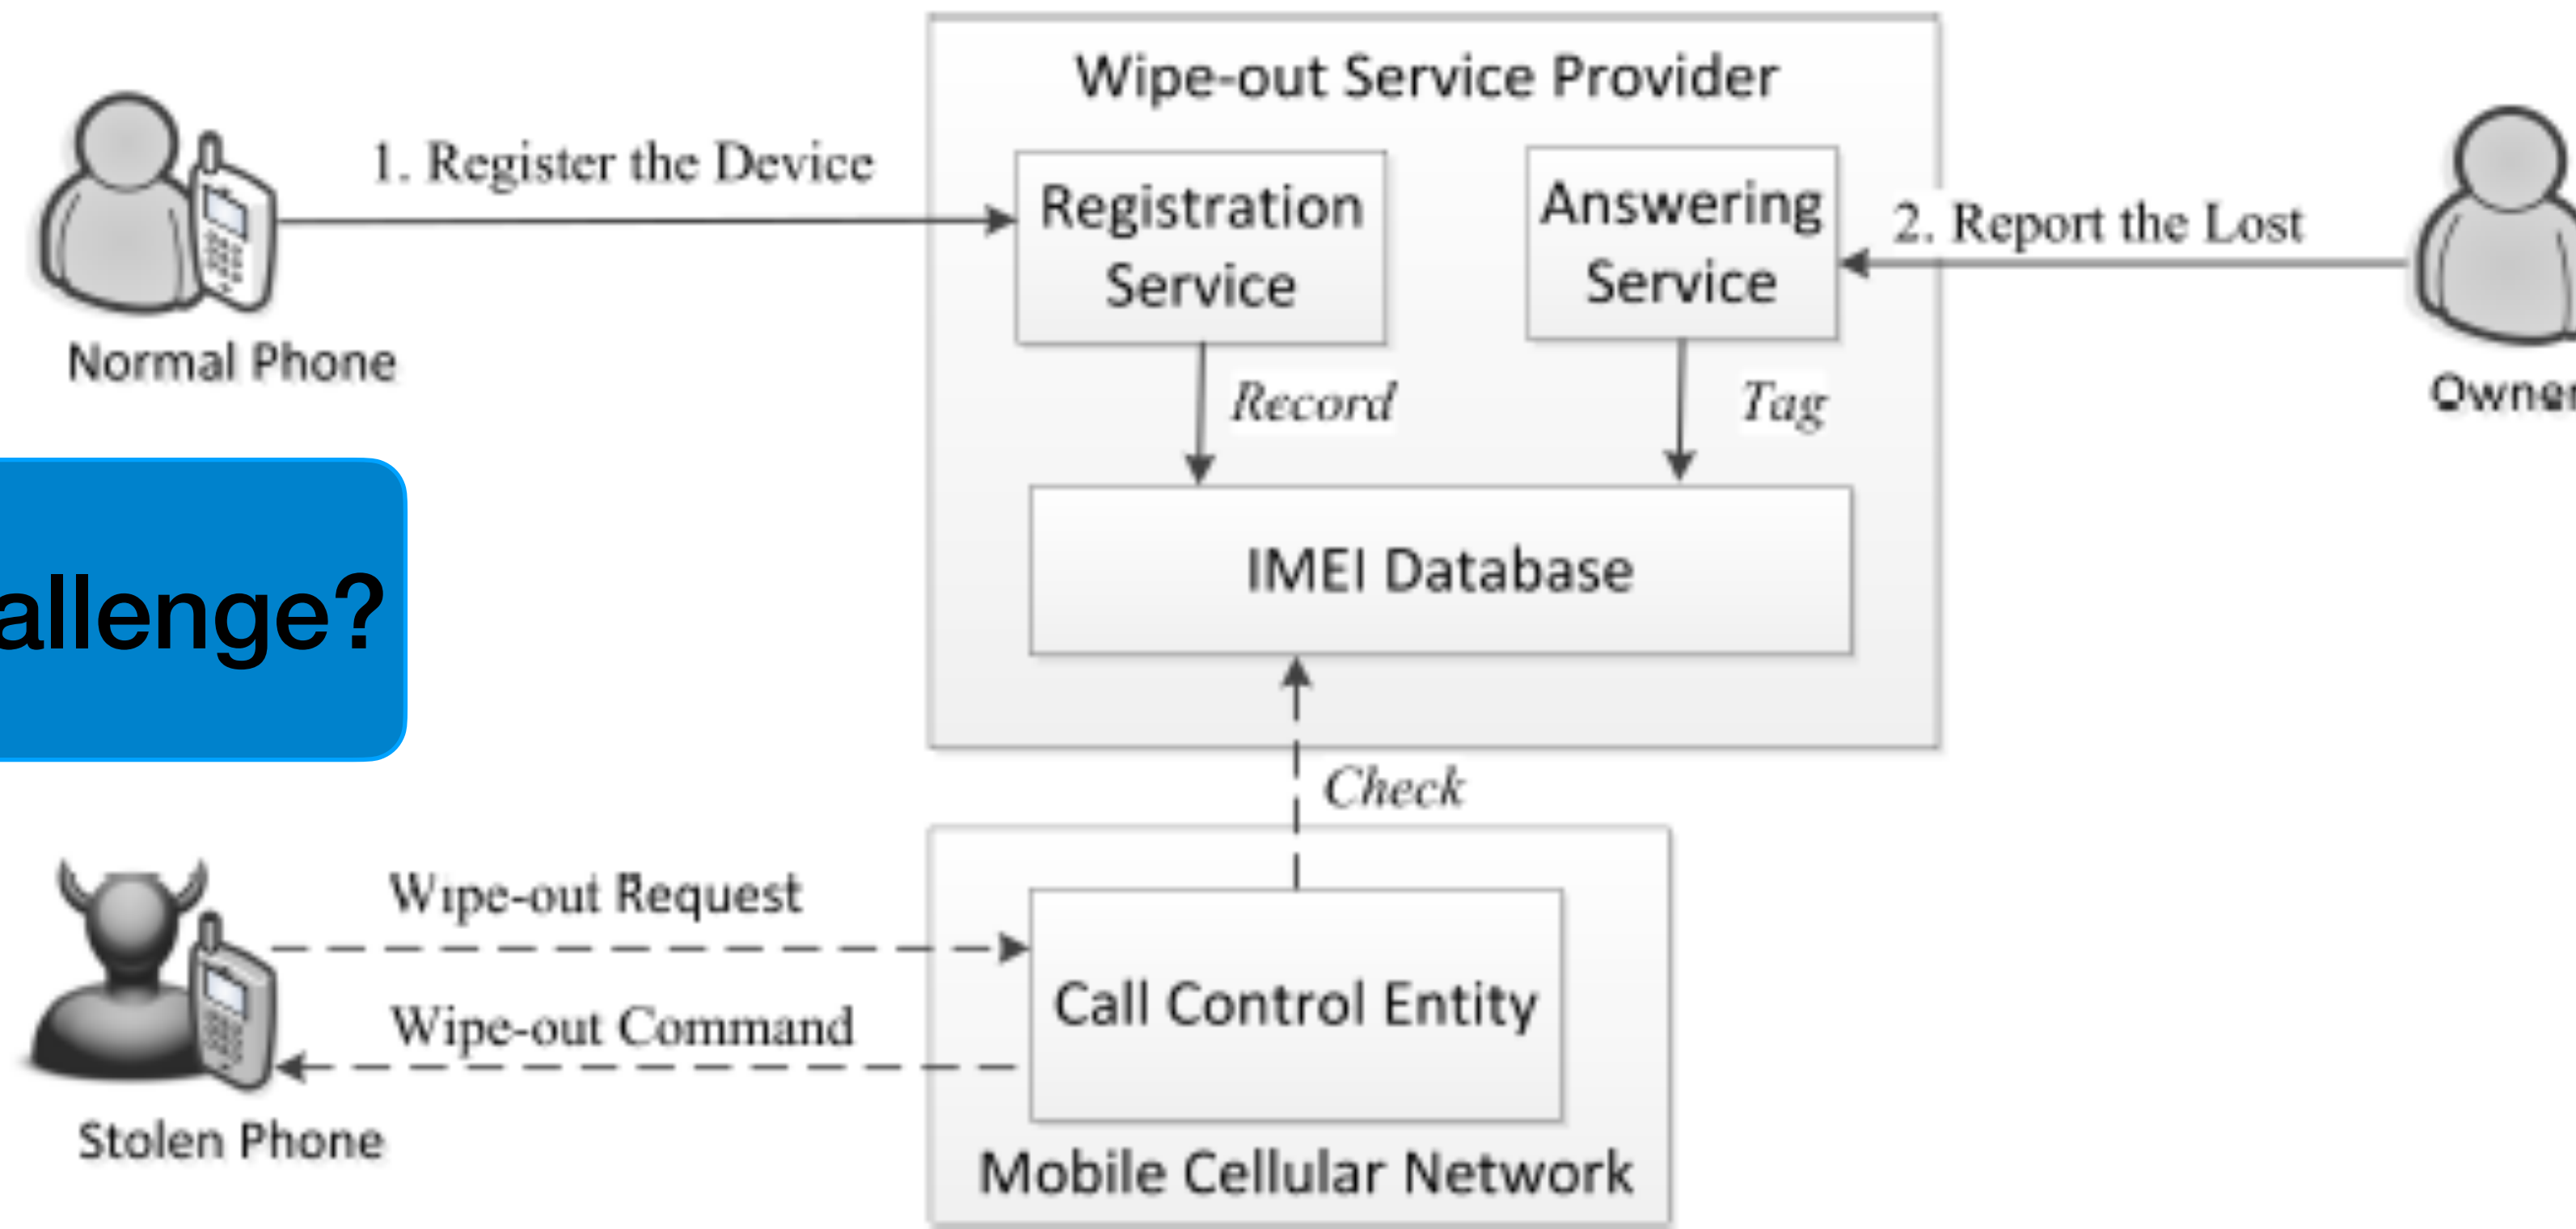 Wipe-out Service Provider
1. Register the Device
Registration
Service
Answering
Service
2. Report the Lost
Normal Phone
Record
Tag
Owner
allenge?
IMEI Database
Check
Wipe-out Request
Wipe-out Command
Call Control Entity
Stolen Phone
Mobile Cellular Network